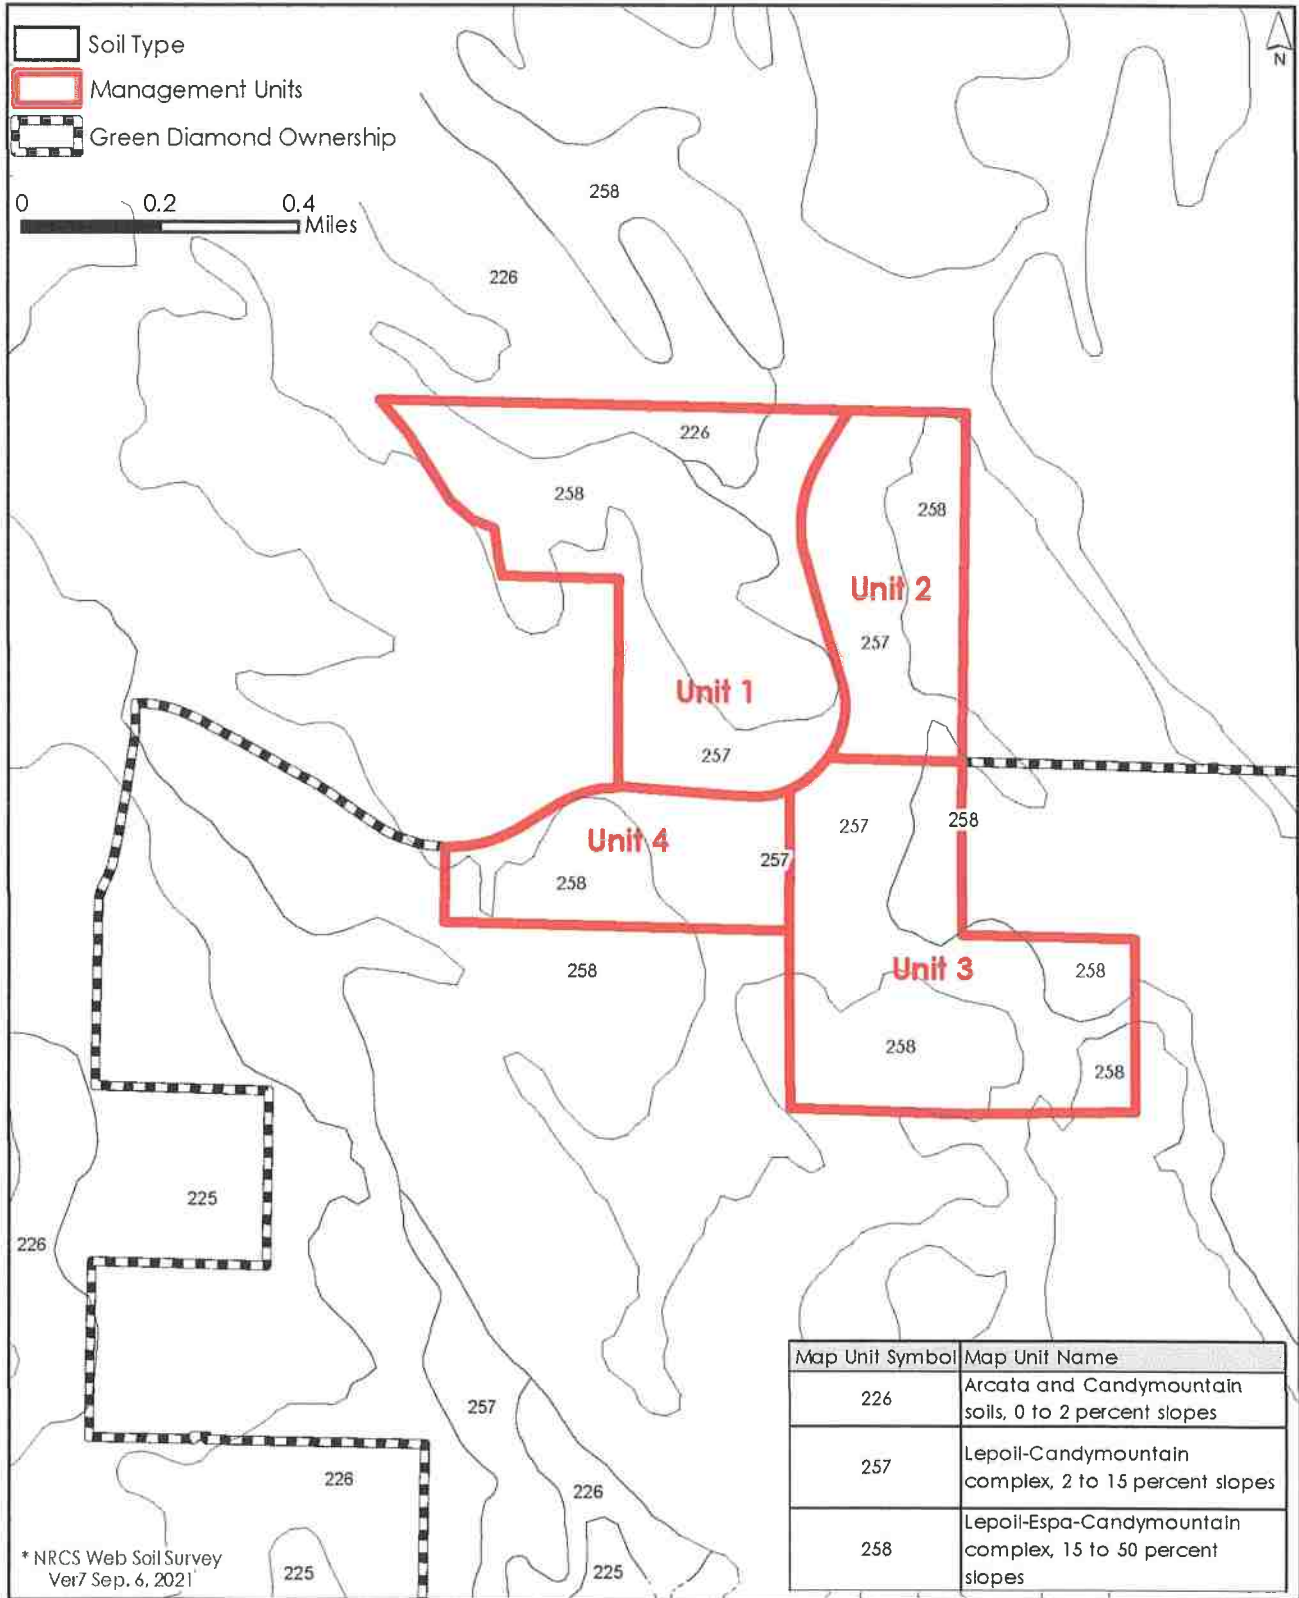 Soil Type
Management Units
Green Diamond Ownership
0 0.2 0.4
Miles
N
258
226
226
258
258
Unit 2
257
Unit 1
257
258
257
Unit 4
257
258
258
Unit 3
258
258
258
225
226
257
226
226
225
225
* NRCS Web Soil Survey
Ver7 Sep. 6, 2021
Map Unit Symbol Map Unit Name
226 Arcata and Candymountain
soils, 0 to 2 percent slopes
257 Lepoil-Candymountain
complex, 2 to 15 percent slopes
258 Lepoil-Espa-Candymountain
complex, 15 to 50 percent
slopes